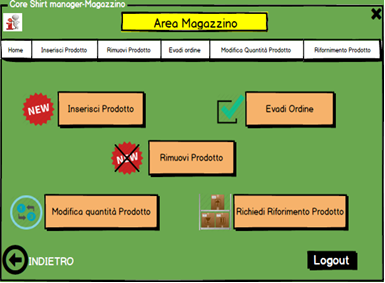 Core Shirt manager-Magazzino
Area Magazzino
Home Inserisci Prodotto Rimuovi Prodotto Evadi ordine Modifica Quantità Prodotto Rifornimento Prodotto
NEW Inserisci Prodotto Evadi Ordine
NEW Rimuovi Prodotto
Modifica quantità Prodotto Richiedi Riforimento Prodotto
INDIETRO Logout